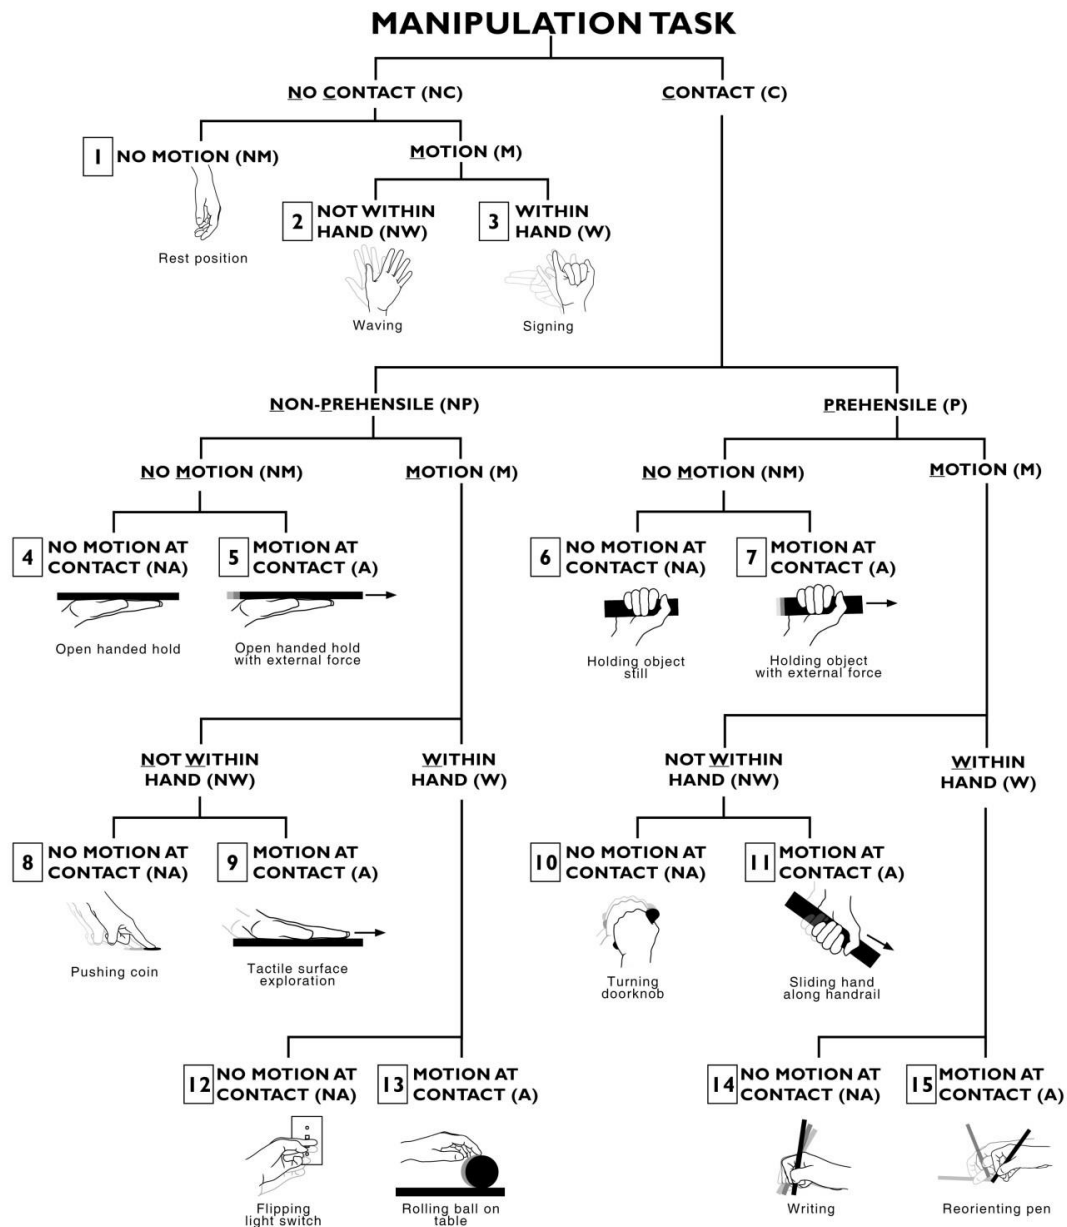 MANIPULATION TASK
NO CONTACT (NC)
CONTACT (C)
1 NO MOTION (NM)
MOTION (M)
Rest position
2 NOT WITHIN
HAND (NW)
3 WITHIN
HAND (W)
Waving
Signing
NON-PREHENSILE (NP)
PREHENSILE (P)
NO MOTION (NM)
MOTION (M)
NO MOTION (NM)
MOTION (M)
4 NO MOTION AT
CONTACT (NA)
5 MOTION AT
CONTACT (A)
6 NO MOTION AT
CONTACT (NA)
7 MOTION AT
CONTACT (A)
Open handed hold
Open handed hold
with external force
Holding object
still
Holding object
with external force
NOT WITHIN
HAND (NW)
WITHIN
HAND (W)
NOT WITHIN
HAND (NW)
WITHIN
HAND (W)
8 NO MOTION AT
CONTACT (NA)
9 MOTION AT
CONTACT (A)
10 NO MOTION AT
CONTACT (NA)
11 MOTION AT
CONTACT (A)
Pushing coin
Tactile surface
exploration
Turning
doorknob
Sliding hand
along handrail
12 NO MOTION AT
CONTACT (NA)
13 MOTION AT
CONTACT (A)
14 NO MOTION AT
CONTACT (NA)
15 MOTION AT
CONTACT (A)
Flipping
light switch
Rolling ball on
table
Writing
Reorienting pen